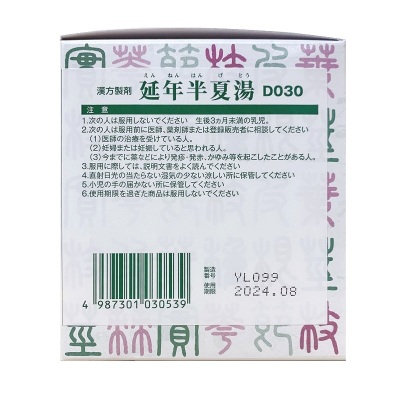 えんねんはんげとう
漢方製剤 延年半夏湯 D030
注意
1.次の人は服用しないでください 生後3ヵ月未満の乳児。
2.次の人は服用前に医師、薬剤師または登録販売者に相談してください
(1)医師の治療を受けている人。
(2)妊婦または妊娠していると思われる人。
(3)今までに薬などにより発疹・発赤、かゆみ等を起こしたことがある人。
3.服用に際しては、説明文書をよく読んでください
4.直射日光の当たらない湿気の少ない涼しい所に保管してください
5.小児の手の届かない所に保管してください
6.使用期限を過ぎた商品は服用しないでください
製造番号 YL099
使用期限 2024.08
4 987301 030539